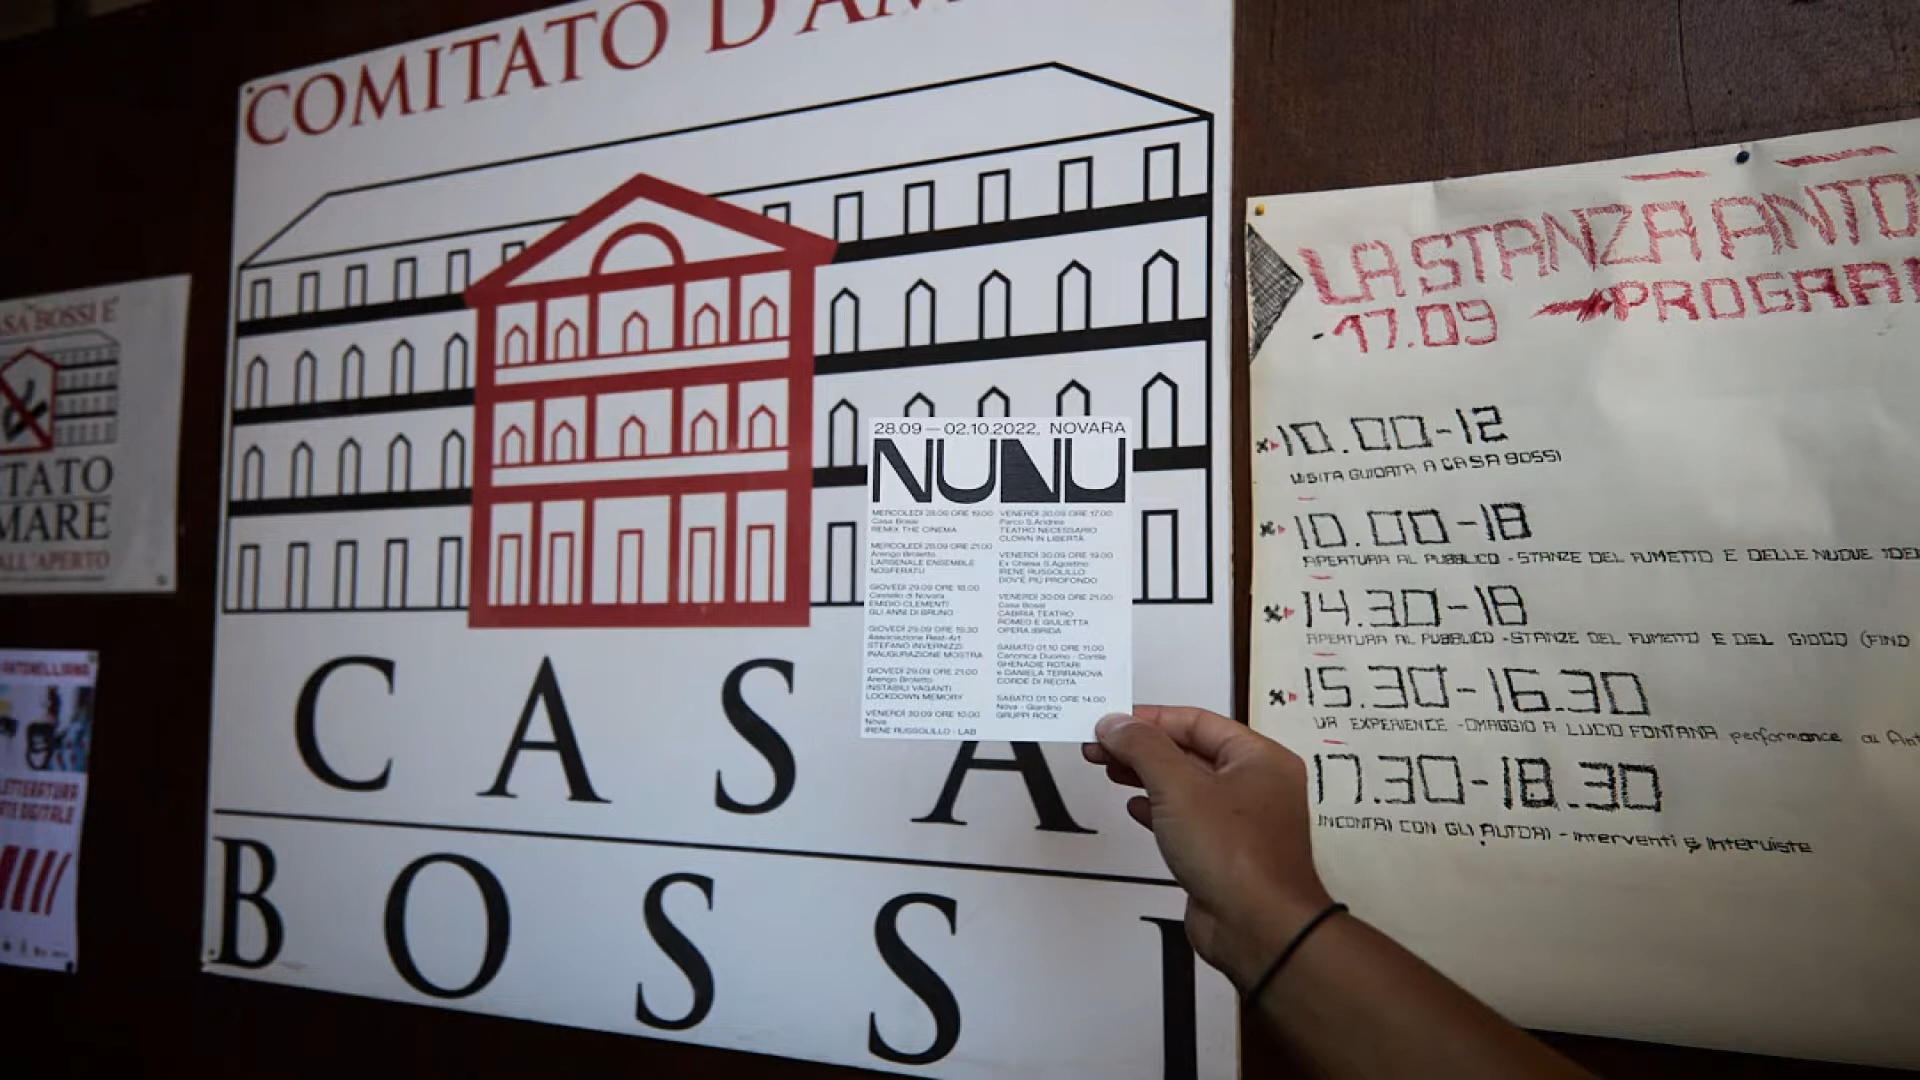 COMITATO D'AM
CASA
BOSSI
CASA BOSSI E'
TATO
MARE
ALL'APERTO
ANTONELLIANA
LETTERATURA
ARTE DIGITALE
28.09 — 02.10.2022, NOVARA
NUNU
MERCOLEDÌ 28.09 ORE 19.00
Casa Bossi
REMIX THE CINEMA
MERCOLEDÌ 28.09 ORE 21.00
Arengo Broletto
L'ARSENALE ENSEMBLE
NOSFERATU
GIOVEDÌ 29.09 ORE 18.00
Castello di Novara
EMIDIO CLEMENTI
GLI ANNI DI BRUNO
GIOVEDÌ 29.09 ORE 19.30
Associazione Rest-Art
STEFANO INVERNIZZI
INAUGURAZIONE MOSTRA
GIOVEDÌ 29.09 ORE 21.00
Arengo Broletto
INSTABILI VAGANTI
LOCKDOWN MEMORY
VENERDÌ 30.09 ORE 10.00
Nova
IRENE RUSSOLILLO - LAB
VENERDÌ 30.09 ORE 17.00
Parco S.Andrea
TEATRO NECESSARIO
CLOWN IN LIBERTÀ
VENERDÌ 30.09 ORE 19.00
Ex Chiesa S.Agostino
IRENE RUSSOLILLO
DOV'È PIÙ PROFONDO
VENERDÌ 30.09 ORE 21.00
Casa Bossi
CABIRIA TEATRO
ROMEO E GIULIETTA
OPERA IBRIDA
SABATO 01.10 ORE 11.00
Canonica Duomo - Cortile
GHENADIE ROTARI
e DANIELA TERRANOVA
CORDE DI RECITA
SABATO 01.10 ORE 14.00
Nova - Giardino
GRUPPI ROCK
LA STANZA ANTO
-17.09 PROGRA
10.00-12
VISITA GUIDATA A CASA BOSSI
10.00-18
APERTURA AL PUBBLICO - STANZE DEL FUMETTO E DELLE NUOVE IDE
14.30-18
APERTURA AL PUBBLICO - STANZE DEL FUMETTO E DEL GIOCO (FINO
15.30-16.30
VR EXPERIENCE - OMAGGIO A LUCIO FONTANA performance di Ant
17.30-18.30
INCONTRI CON GLI AUTORI - interventi e interviste